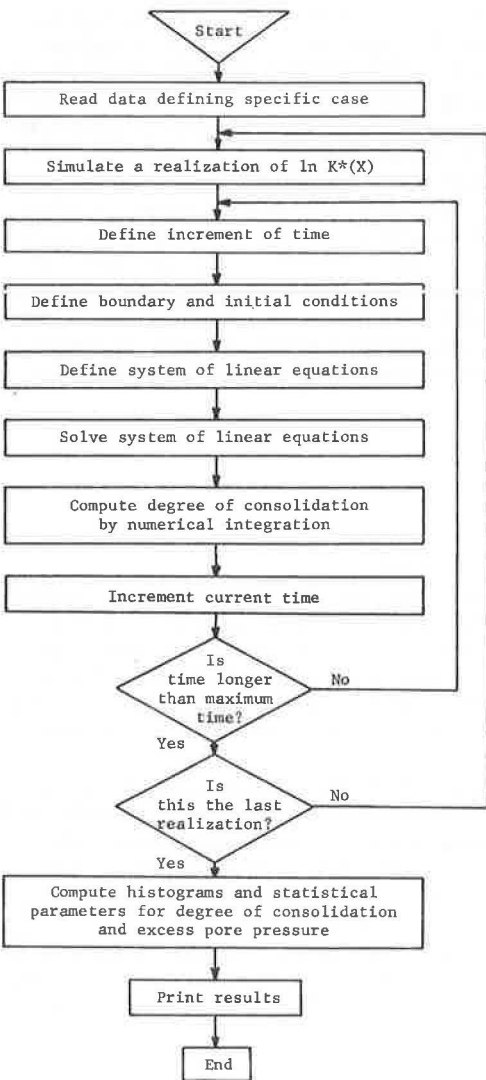 Start
Read data defining specific case
Simulate a realization of ln K*(X)
Define increment of time
Define boundary and initial conditions
Define system of linear equations
Solve system of linear equations
Compute degree of consolidation
by numerical integration
Increment current time
Is
time longer
than maximum
time?
No
Yes
Is
this the last
realization?
No
Yes
Compute histograms and statistical
parameters for degree of consolidation
and excess pore pressure
Print results
End